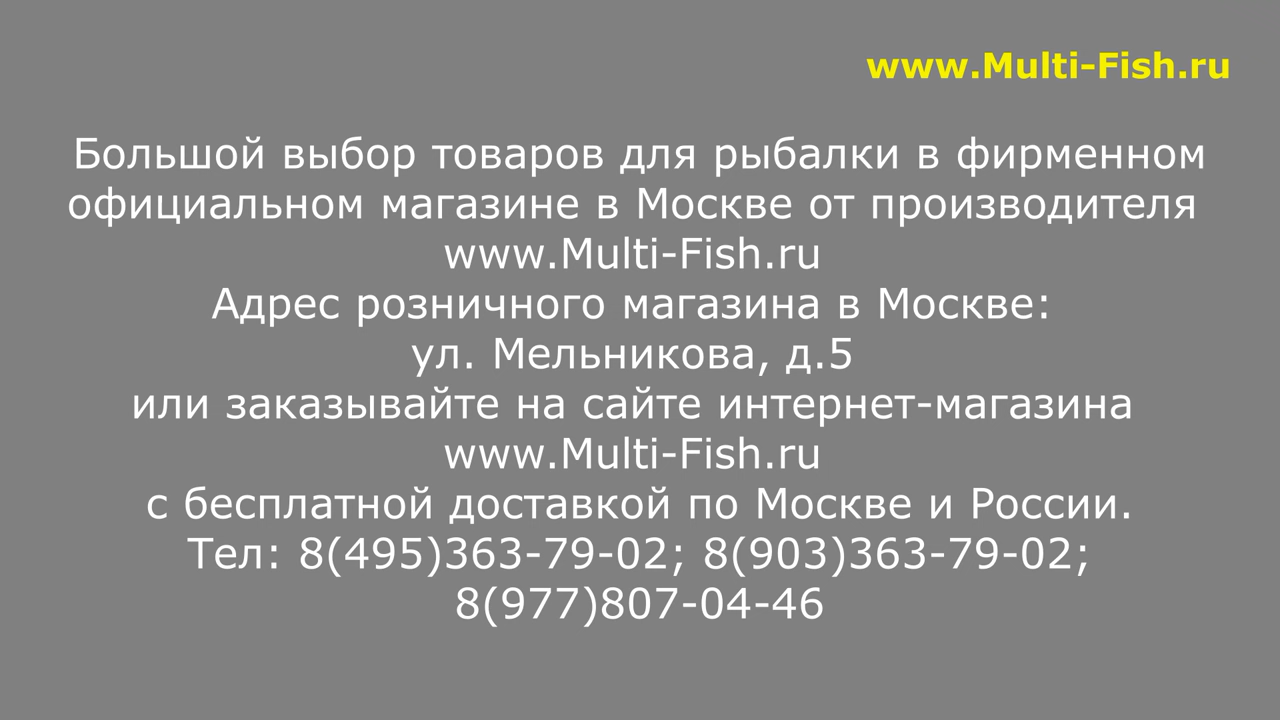 www.Multi-Fish.ru
Большой выбор товаров для рыбалки в фирменном
официальном магазине в Москве от производителя
www.Multi-Fish.ru
Адрес розничного магазина в Москве:
ул. Мельникова, д.5
или заказывайте на сайте интернет-магазина
www.Multi-Fish.ru
с бесплатной доставкой по Москве и России.
Тел: 8(495)363-79-02; 8(903)363-79-02;
8(977)807-04-46